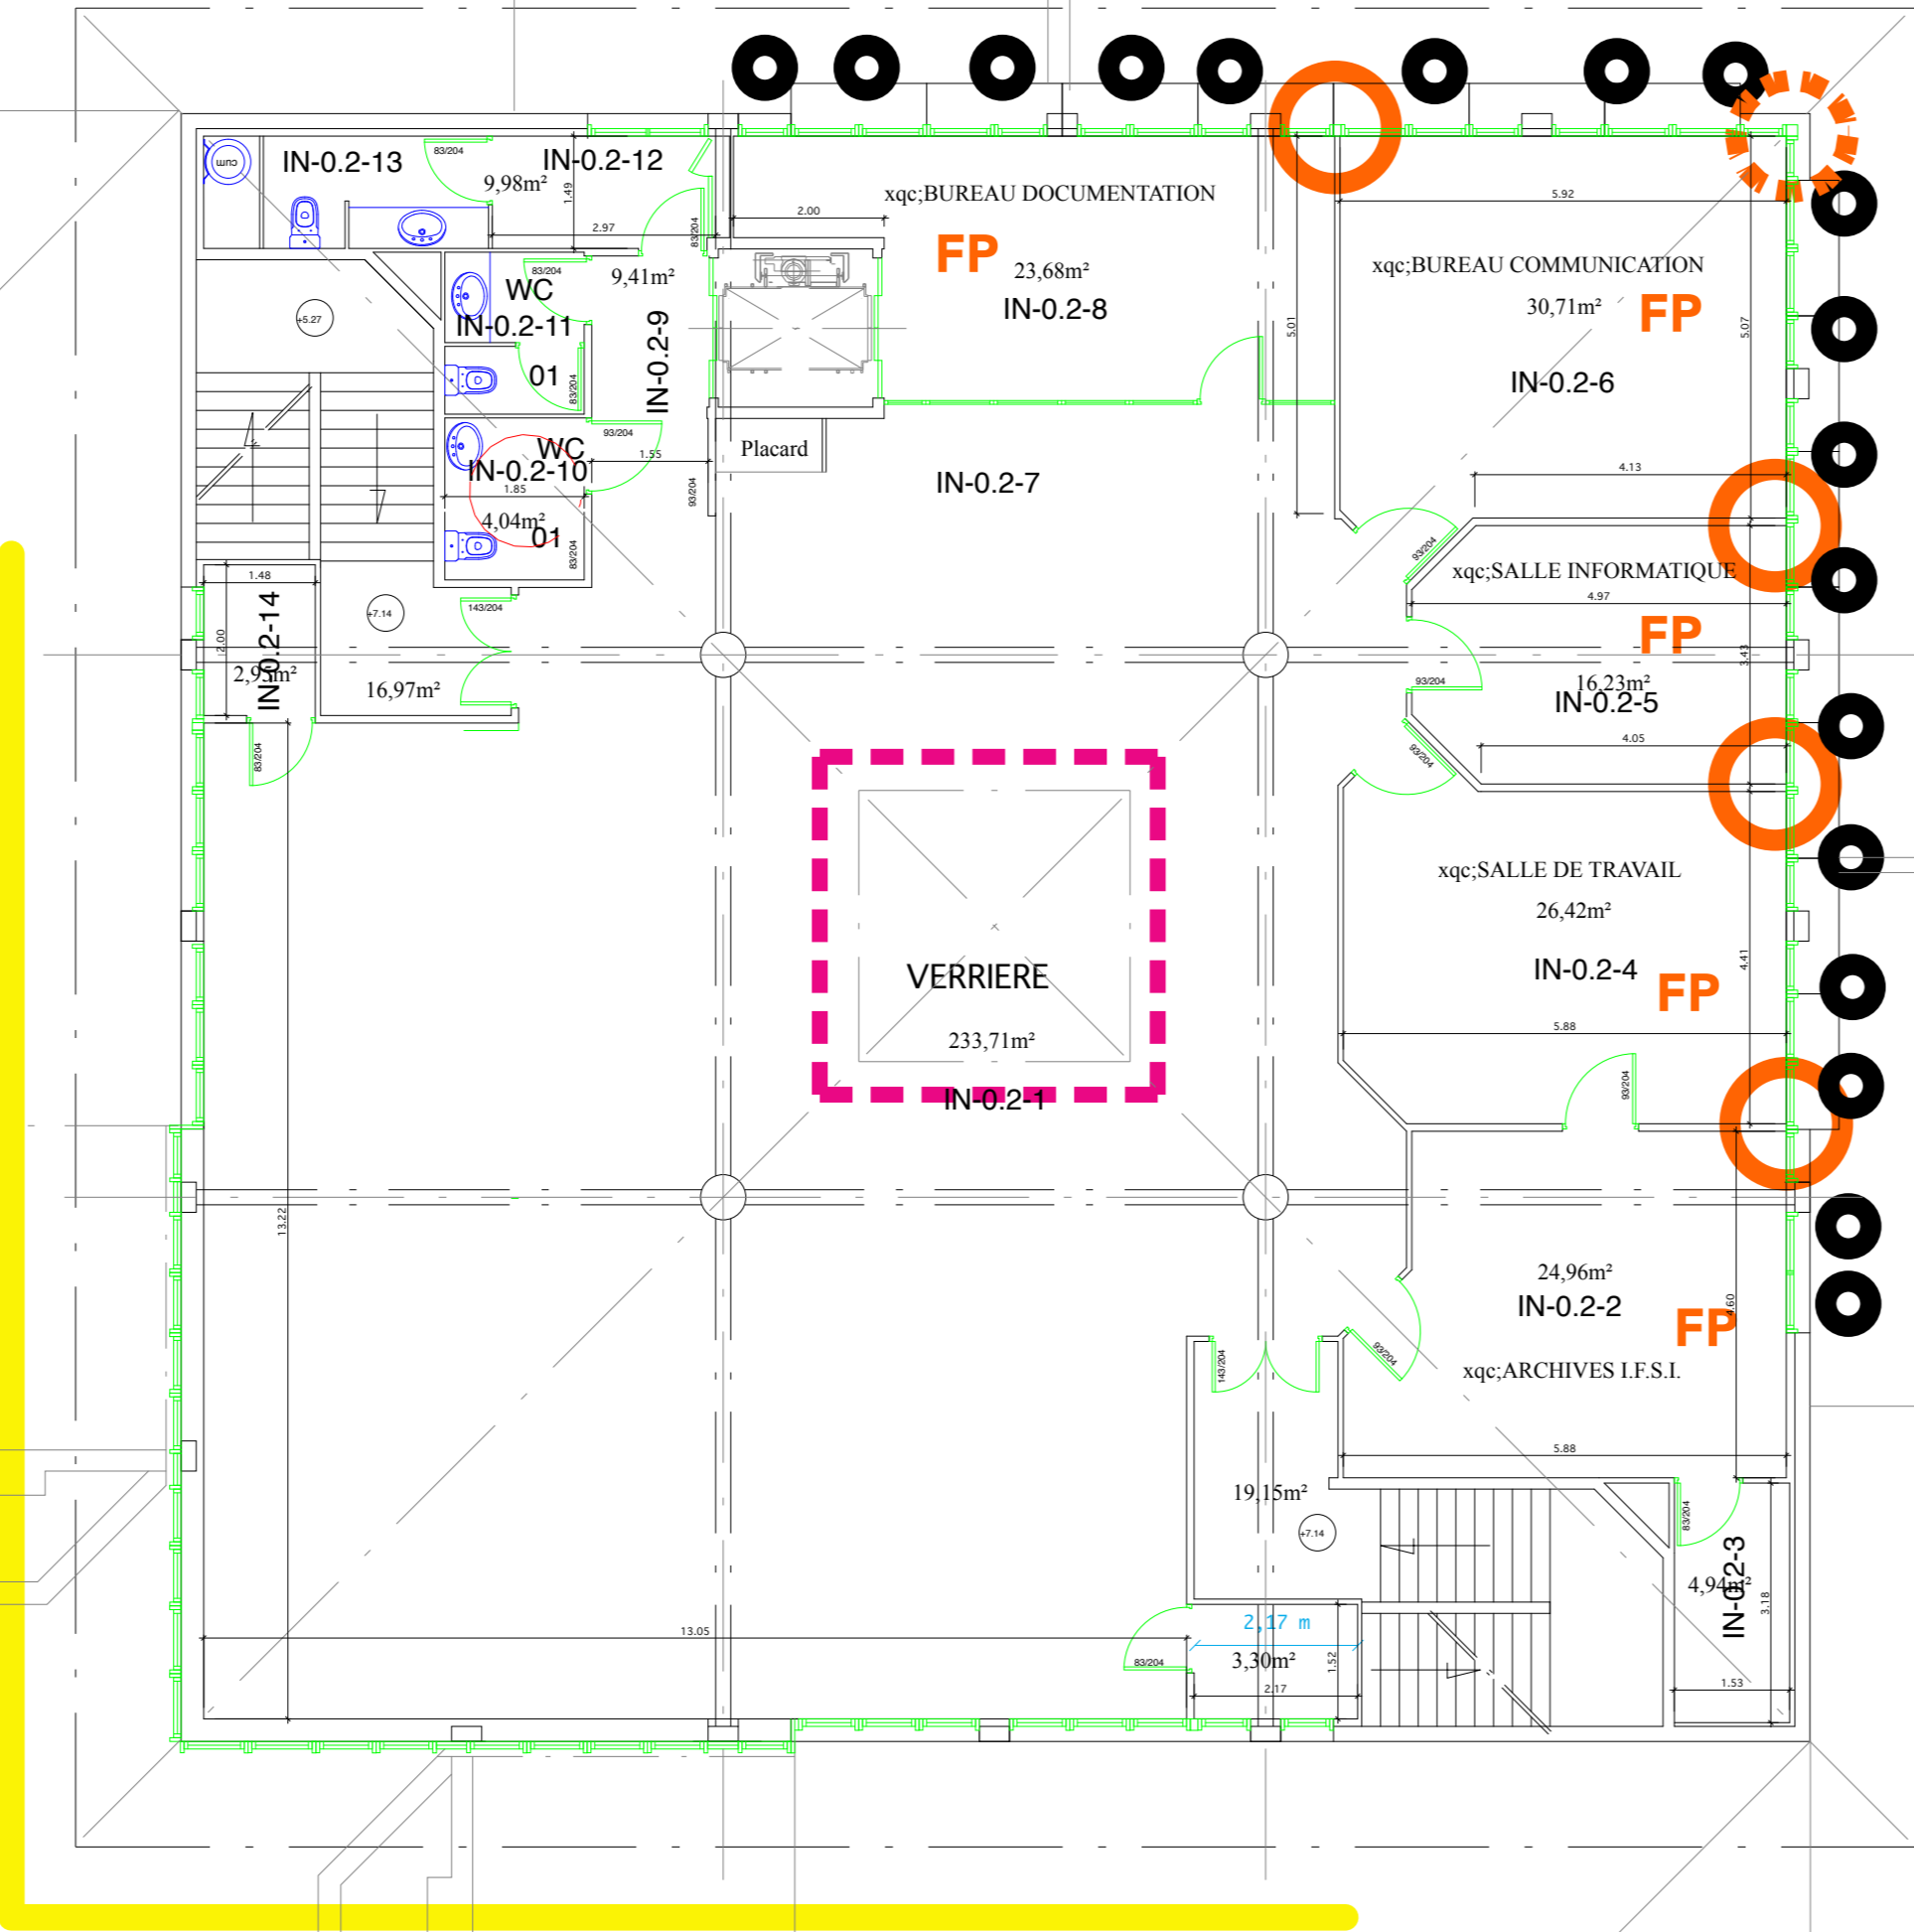 IN-0.2-13
83/204
IN-0.2-12
9,98m²
1.49
2.97
83/204
CUM
xqc;BUREAU DOCUMENTATION
2.00
FP
23,68m²
IN-0.2-8
5.01
5.92
xqc;BUREAU COMMUNICATION
30,71m²
FP
5.07
IN-0.2-6
4.13
83/204
9,41m²
WC
IN-0.2-11
IN-0.2-9
01
83/204
+5.27
93/204
WC
IN-0.2-10
1.55
1.85
4,04m²
01
83/204
93/204
Placard
IN-0.2-7
93/204
xqc;SALLE INFORMATIQUE
4.97
FP
3.43
16,23m²
93/204
IN-0.2-5
4.05
93/204
1.48
2.00
IN-0.2-14
2,95m²
+7.14
143/204
16,97m²
83/204
xqc;SALLE DE TRAVAIL
26,42m²
IN-0.2-4
FP
4.41
5.88
93/204
VERRIERE
233,71m²
IN-0.2-1
13.22
24,96m²
IN-0.2-2
4.60
FP
93/204
xqc;ARCHIVES I.F.S.I.
5.88
143/204
19,15m²
+7.14
83/204
IN-0.2-3
4,94m²
3.18
1.53
13.05
83/204
2,17 m
3,30m²
1.52
2.17